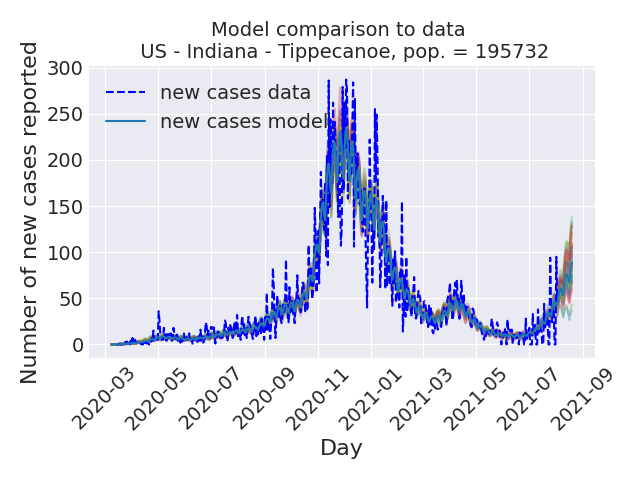 Model comparison to data
US - Indiana - Tippecanoe, pop. = 195732
Number of new cases reported
300
250
200
150
100
50
0
new cases data
new cases model
2020-03
2020-05
2020-07
2020-09
2020-11
2021-01
2021-03
2021-05
2021-07
2021-09
Day